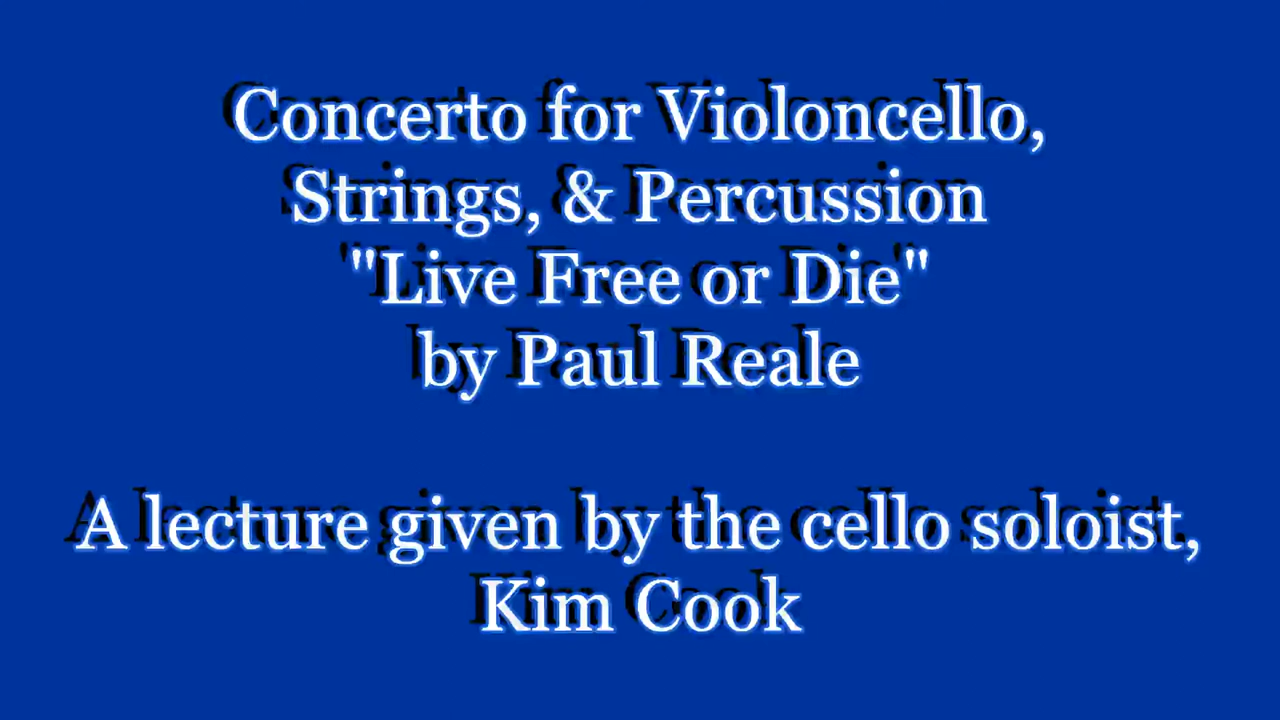 Concerto for Violoncello,
Strings, & Percussion
"Live Free or Die"
by Paul Reale
A lecture given by the cello soloist,
Kim Cook